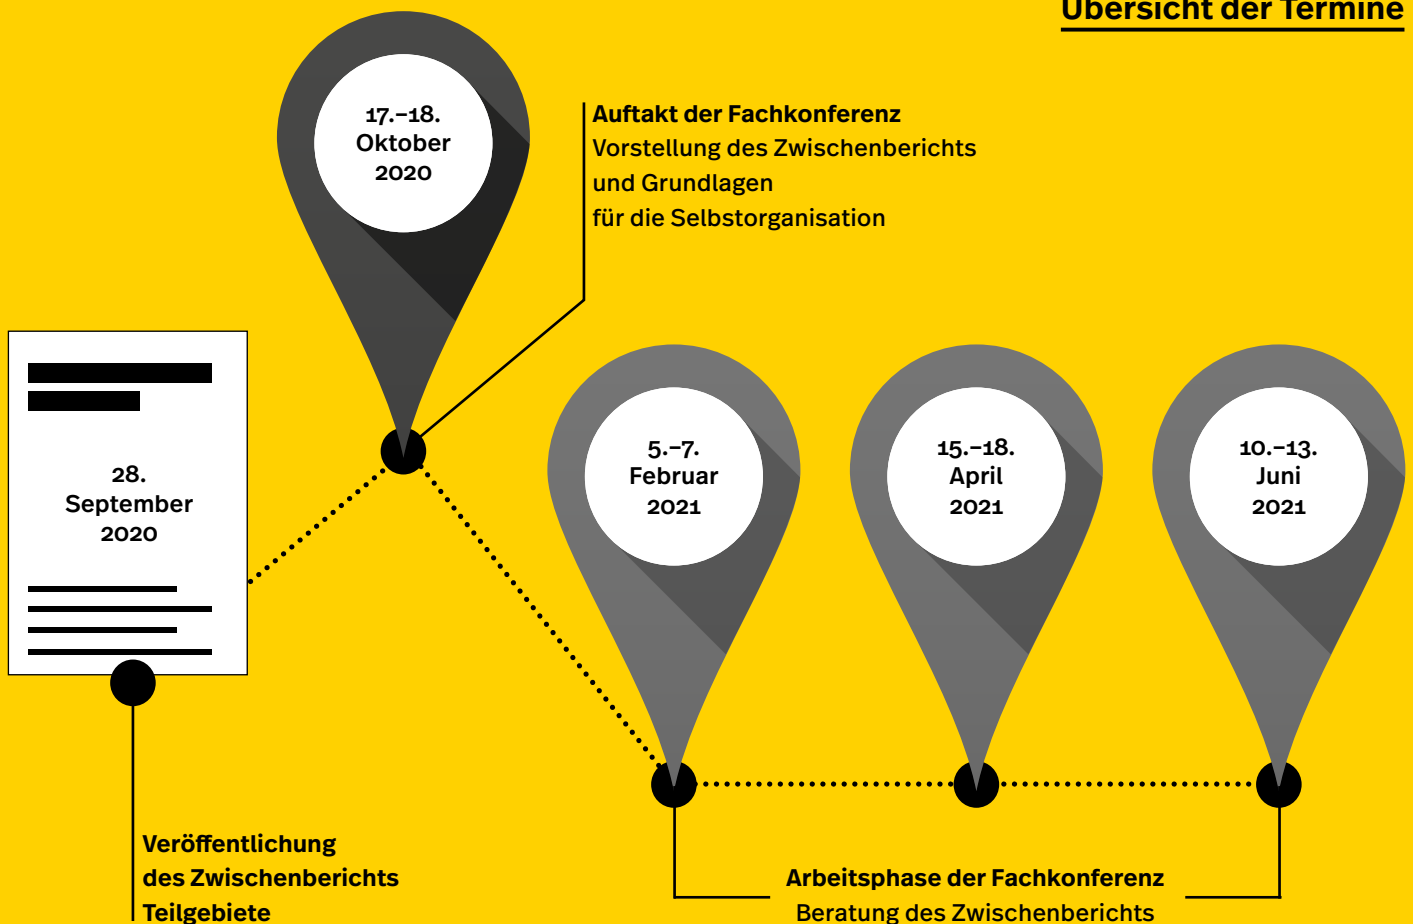 Übersicht der Termine
17.–18.
Oktober
2020
Auftakt der Fachkonferenz
Vorstellung des Zwischenberichts
und Grundlagen
für die Selbstorganisation
28.
September
2020
5.–7.
Februar
2021
15.–18.
April
2021
10.–13.
Juni
2021
Veröffentlichung
des Zwischenberichts
Teilgebiete
Arbeitsphase der Fachkonferenz
Beratung des Zwischenberichts